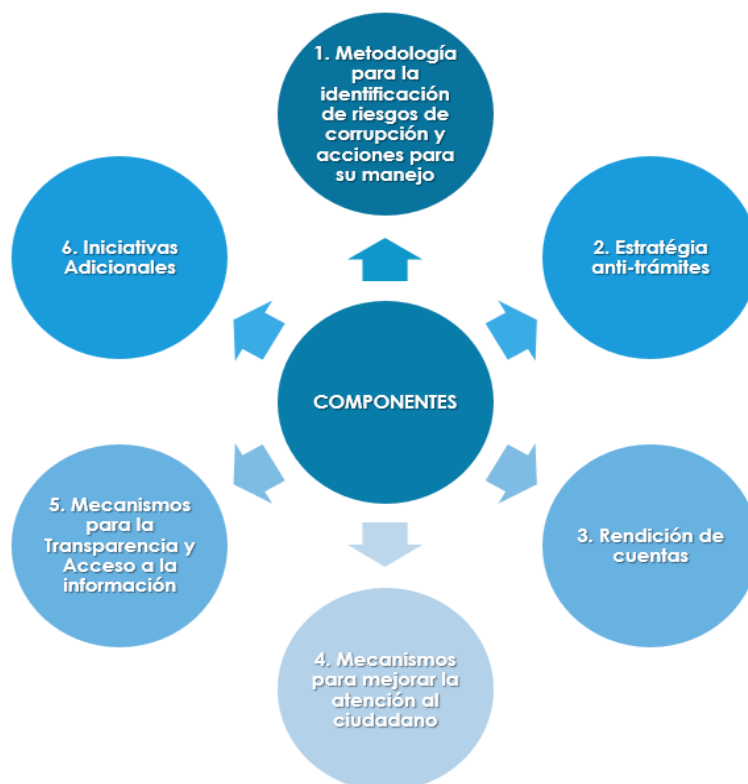 1. Metodología
para la
identificación
de riesgos de
corrupción y
acciones para
su manejo
2. Estratégia
anti-trámites
3. Rendición de
cuentas
4. Mecanismos
para mejorar la
atención al
ciudadano
5. Mecanismos
para la
Transparencia y
Acceso a la
información
6. Iniciativas
Adicionales
COMPONENTES